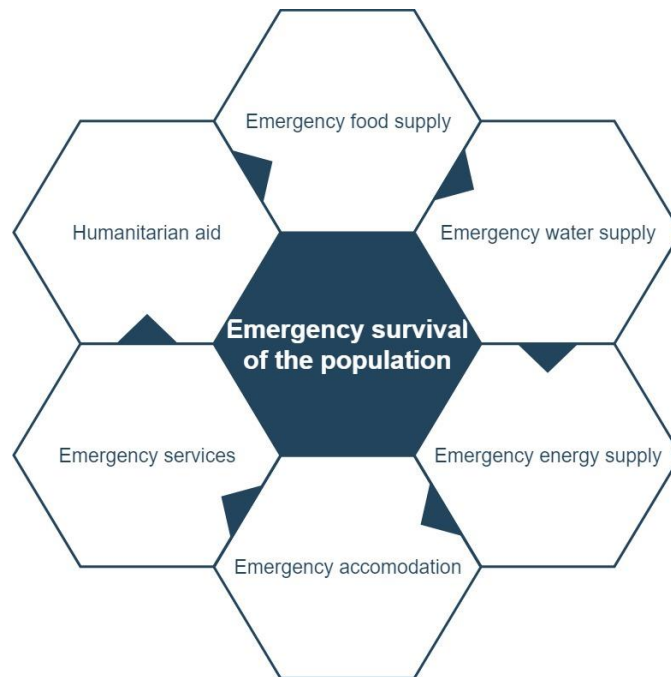 Emergency food supply
Humanitarian aid
Emergency water supply
Emergency survival
of the population
Emergency services
Emergency energy supply
Emergency accomodation